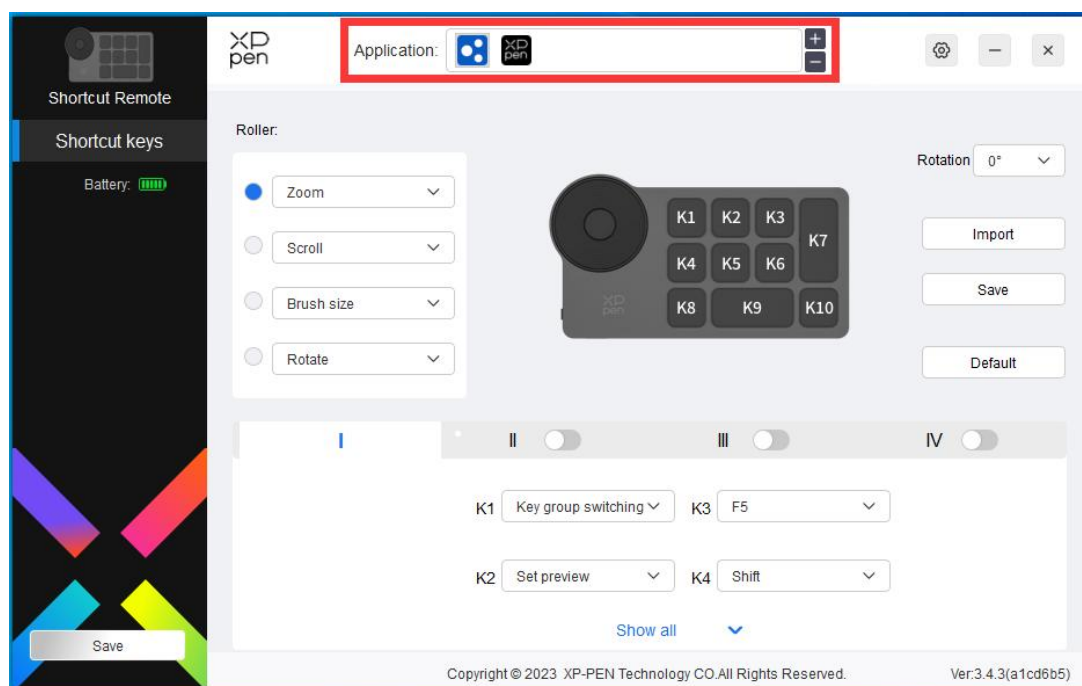 Shortcut Remote
Shortcut keys
Battery:
XP
pen
Application:
XP
pen
+
−
Roller:
Zoom
Scroll
Brush size
Rotate
K1 K2 K3
K7
K4 K5 K6
K8 K9 K10
XP
pen
Rotation 0°
Import
Save
Default
I II III IV
K1 Key group switching K3 F5
K2 Set preview K4 Shift
Show all
Save
Copyright © 2023 XP-PEN Technology CO.All Rights Reserved. Ver:3.4.3(a1cd6b5)